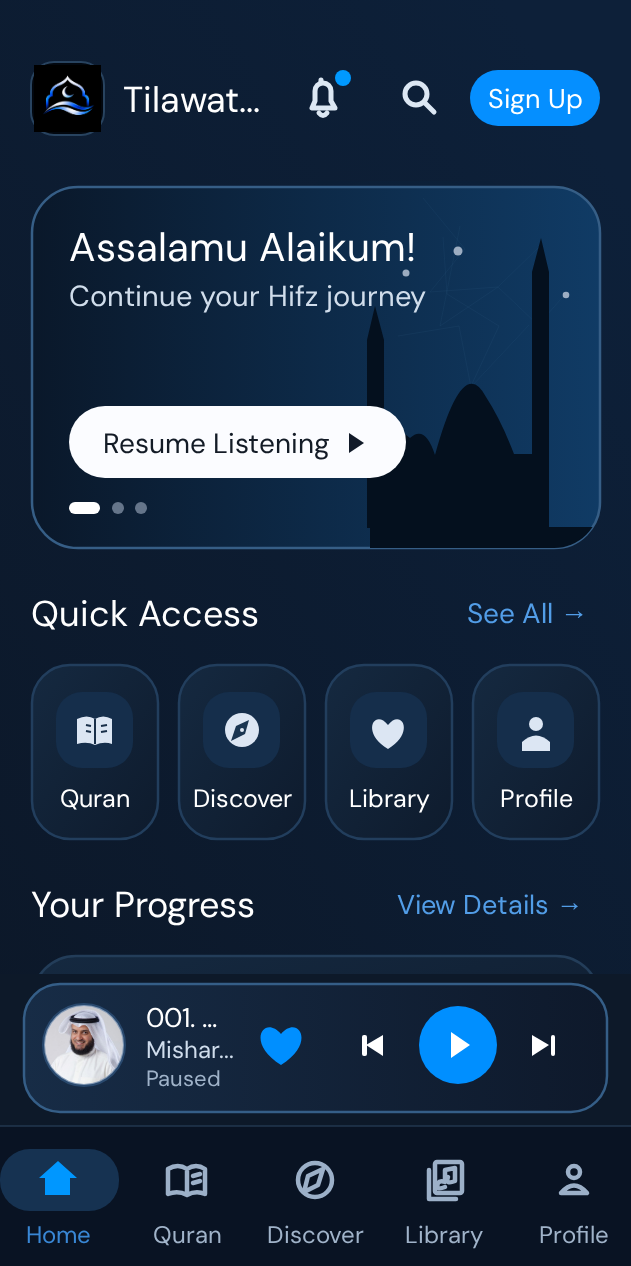 Tilawat...
Sign Up
Assalamu Alaikum!
Continue your Hifz journey
Resume Listening
Quick Access
See All →
Quran
Discover
Library
Profile
Your Progress
View Details →
001. ...
Mishar...
Paused
Home
Quran
Discover
Library
Profile